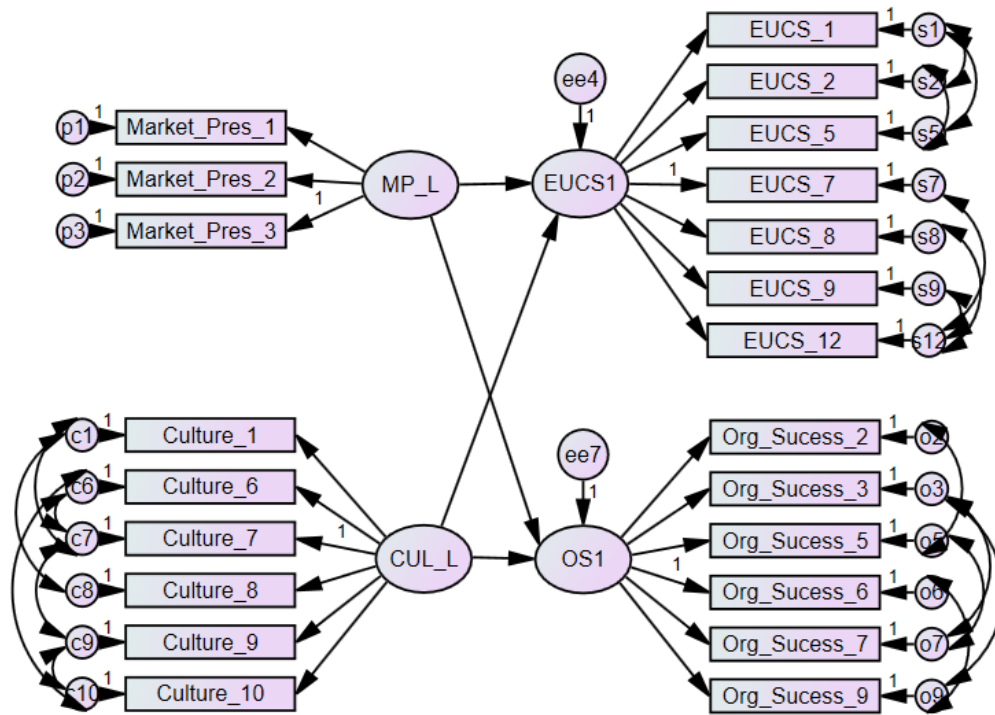 EUCS_1
1
s1
ee4
1
EUCS_2
1
s2
p1
1
Market_Pres_1
EUCS_5
1
s5
p2
1
Market_Pres_2
MP_L
EUCS1
1
EUCS_7
1
s7
p3
1
Market_Pres_3
1
EUCS_8
1
s8
EUCS_9
1
s9
EUCS_12
1
s12
c1
1
Culture_1
ee7
1
Org_Sucess_2
1
o2
c6
1
Culture_6
Org_Sucess_3
1
o3
c7
1
Culture_7
1
CUL_L
OS1
Org_Sucess_5
1
o5
c8
1
Culture_8
1
Org_Sucess_6
1
o6
c9
1
Culture_9
Org_Sucess_7
1
o7
c10
1
Culture_10
Org_Sucess_9
1
o9